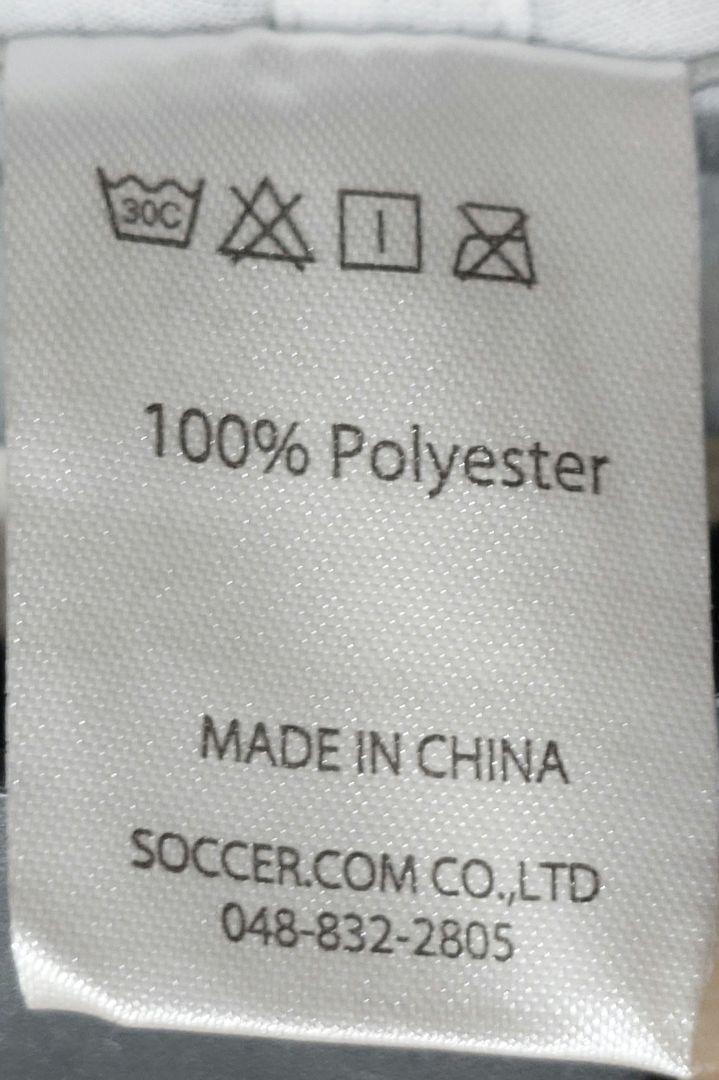 30C
100% Polyester
MADE IN CHINA
SOCCER.COM CO.,LTD
048-832-2805